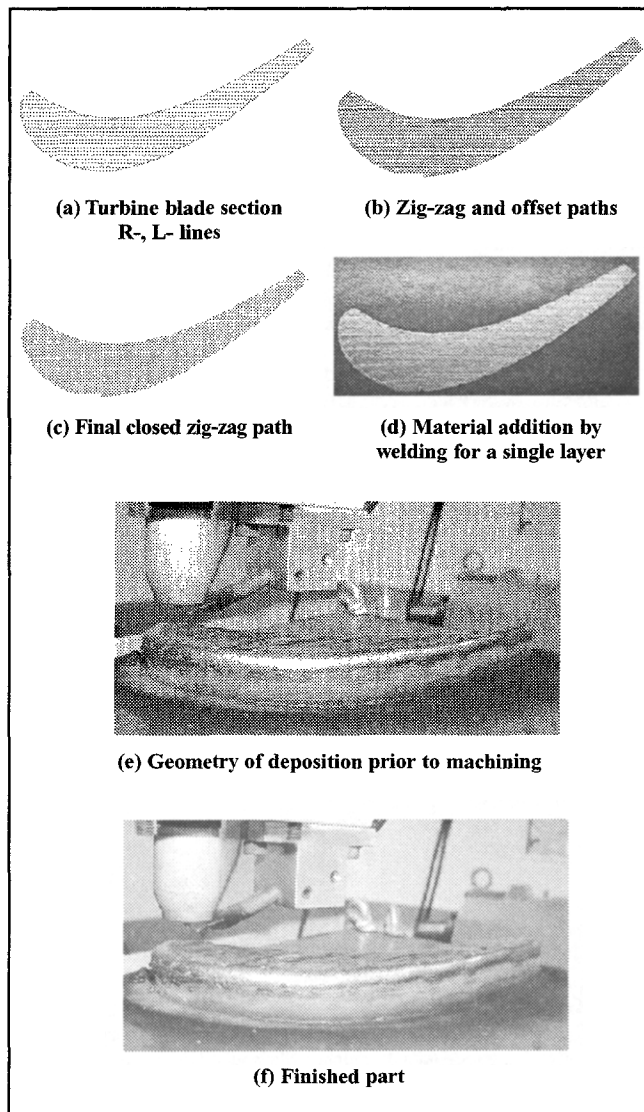 (a) Turbine blade section
R-, L- lines
(b) Zig-zag and offset paths
(c) Final closed zig-zag path
(d) Material addition by
welding for a single layer
(e) Geometry of deposition prior to machining
(f) Finished part